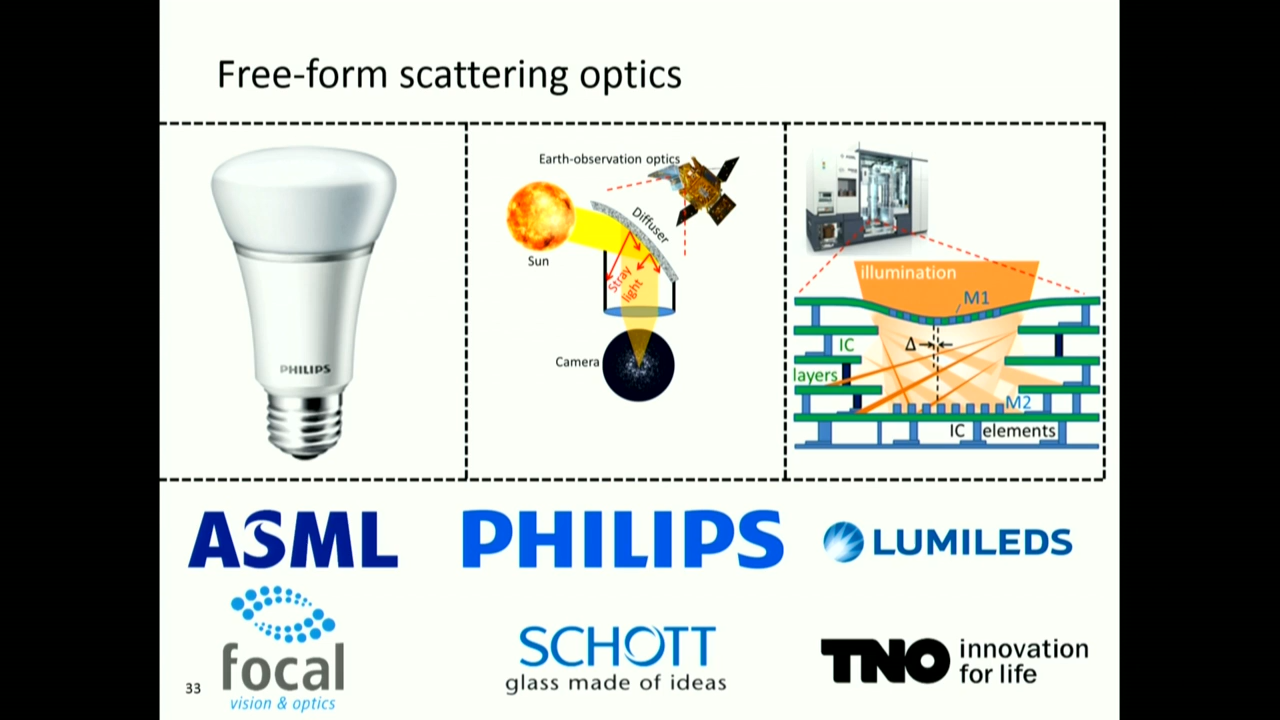 Free-form scattering optics
PHILIPS
Earth-observation optics
Diffuser
Sun
Stray
light
Camera
illumination
M1
Δ
IC
layers
M2
IC elements
ASML
PHILIPS
LUMILEDS
focal
vision & optics
SCHOTT
glass made of ideas
TNO innovation
for life
33